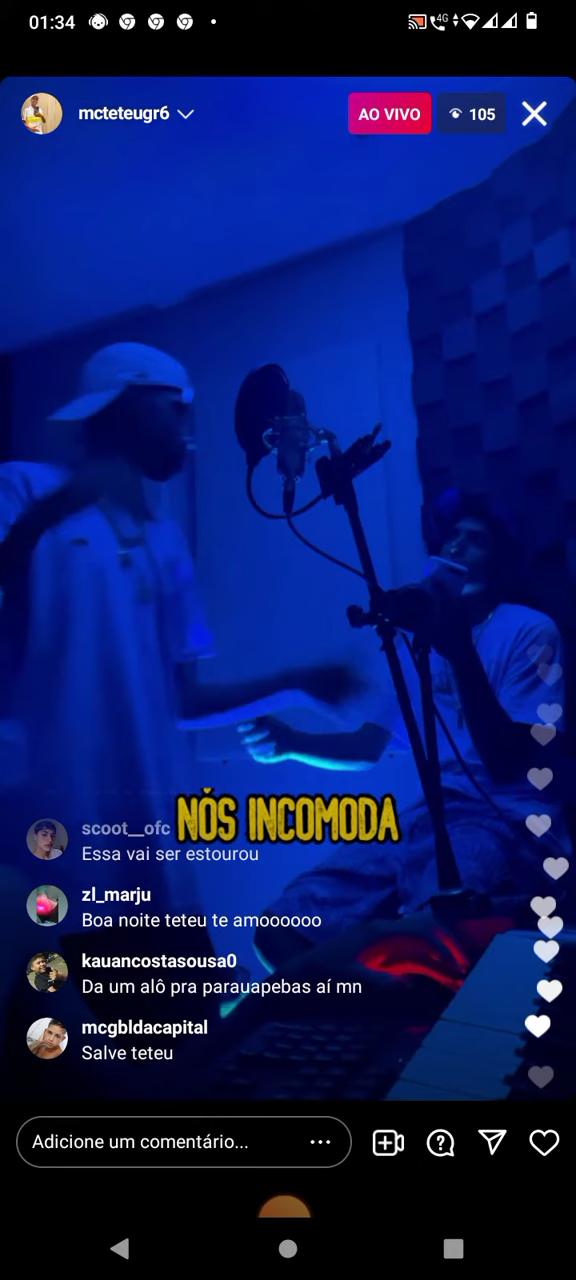 01:34
4G
mcteteugr6
AO VIVO
105
NÓS INCOMODA
scoot__ofc
Essa vai ser estourou
zl_marju
Boa noite teteu te amoooooo
kauancostasousa0
Da um alô pra parauapebas aí mn
mcgbldacapital
Salve teteu
Adicione um comentário...